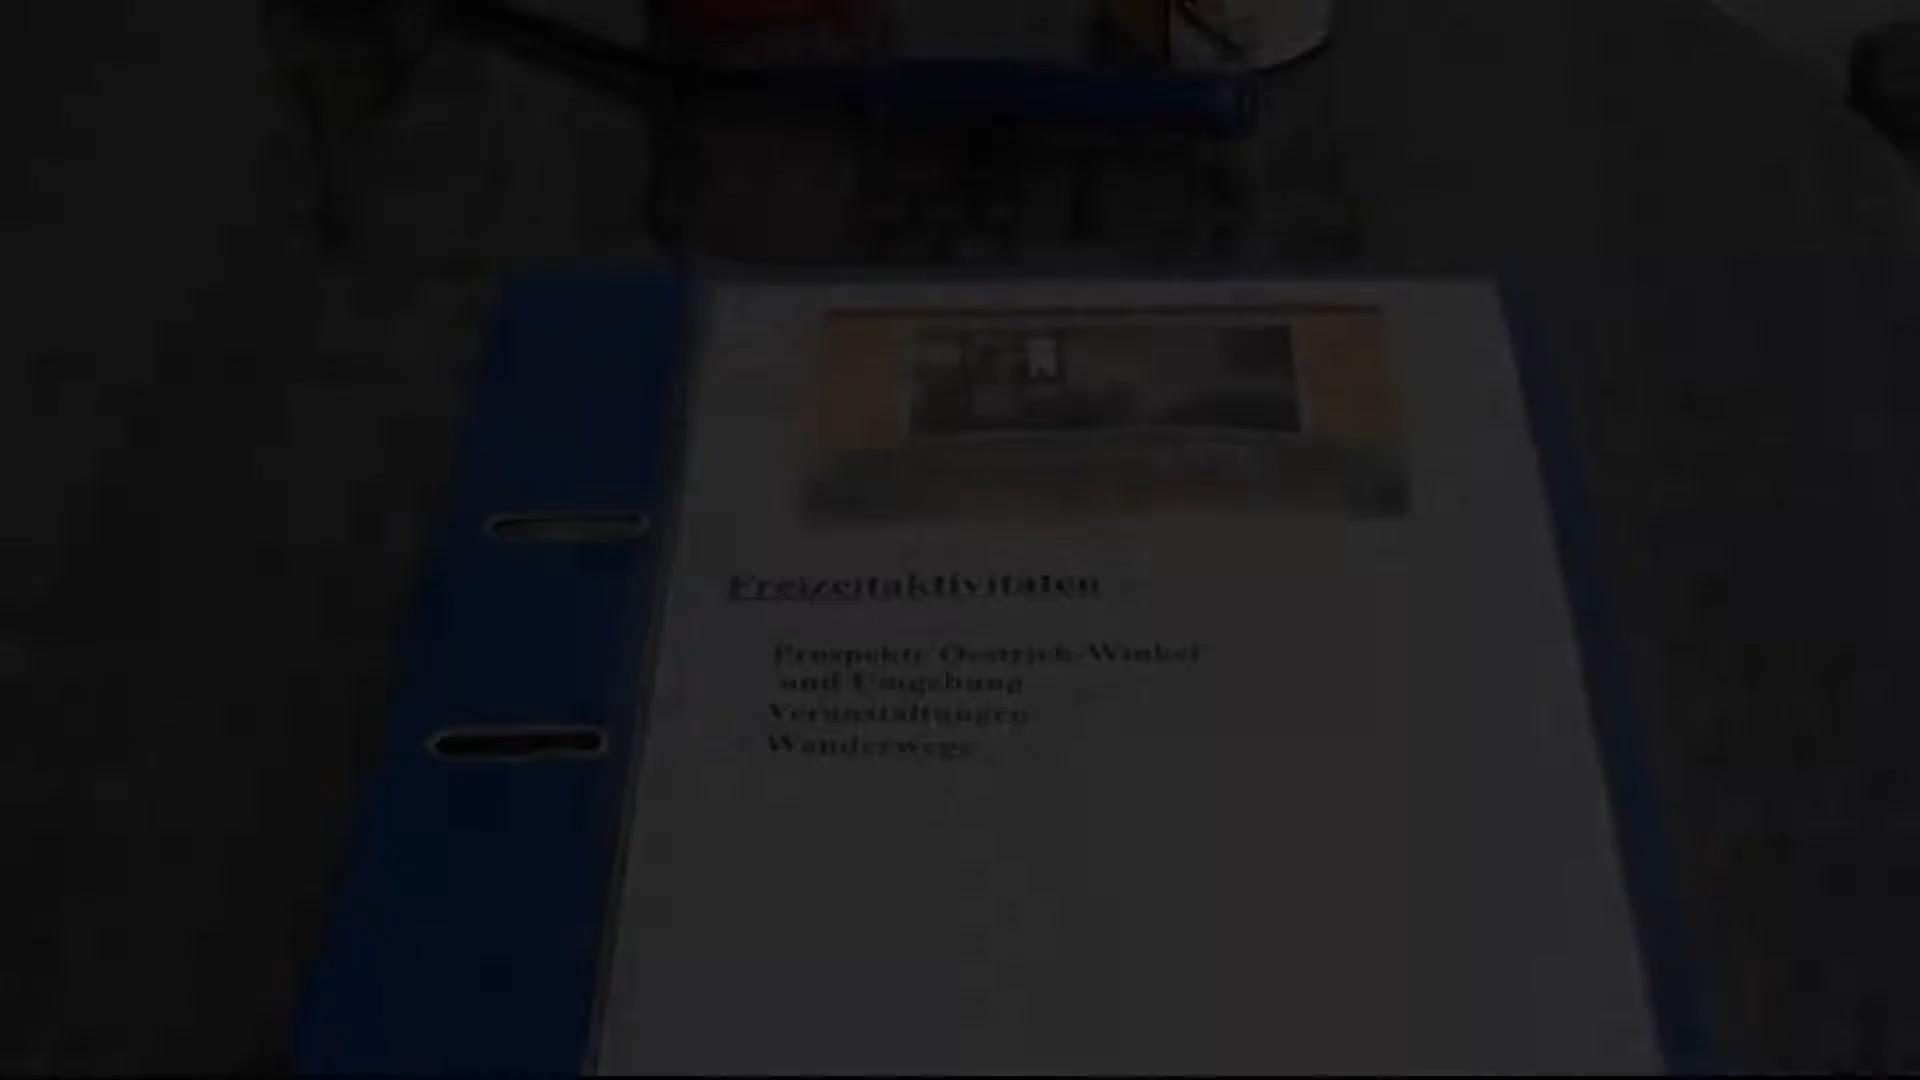 Freizeitaktivitäten
Prospekte Oestrich-Winkel
und Umgebung
Veranstaltungen
Wanderwege